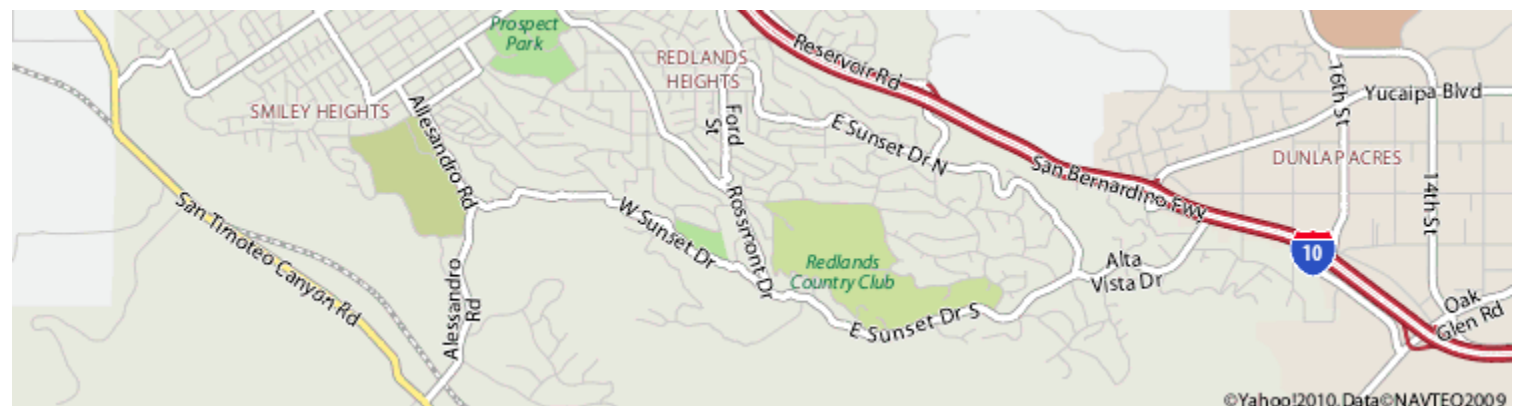 Prospect
Park
REDLANDS
HEIGHTS
Reservoir Rd
16th St
Yucaipa Blvd
SMILEY HEIGHTS
Allesandro Rd
Ford
St
E Sunset Dr N
San Bernardino Fwy
DUNLAP ACRES
14th St
San Timoteo Canyon Rd
W Sunset Dr
Rossmont Dr
Redlands
Country Club
Alta
Vista Dr
10
Alessandro
Rd
E Sunset Dr S
Oak
Glen Rd
©Yahoo!2010, Data©NAVTEQ2009